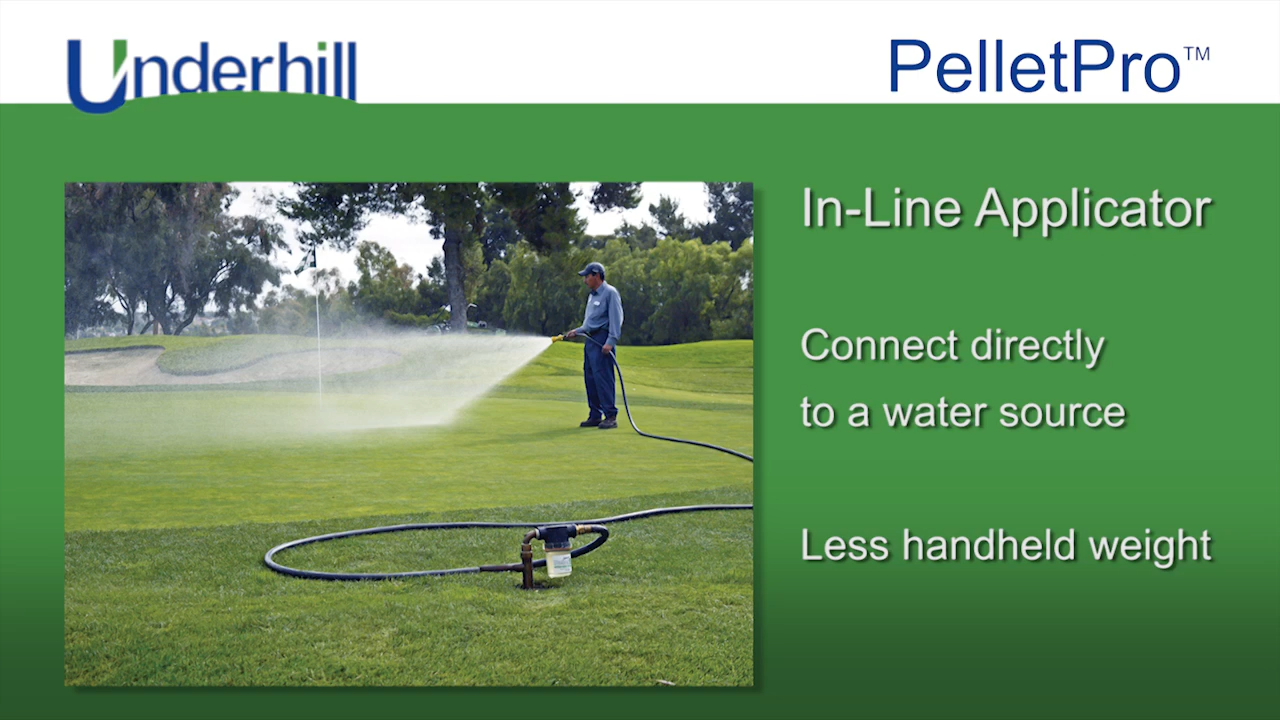 Underhill
PelletPro™
In-Line Applicator
Connect directly
to a water source
Less handheld weight